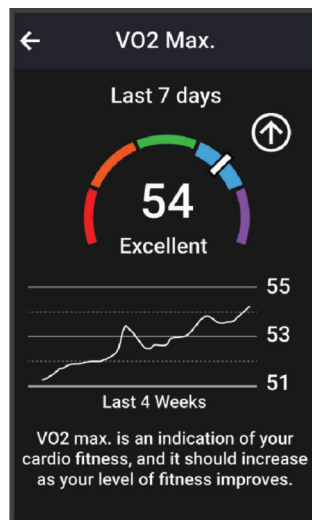 VO2 Max.
Last 7 days
54
Excellent
55
53
51
Last 4 Weeks
VO2 max. is an indication of your
cardio fitness, and it should increase
as your level of fitness improves.